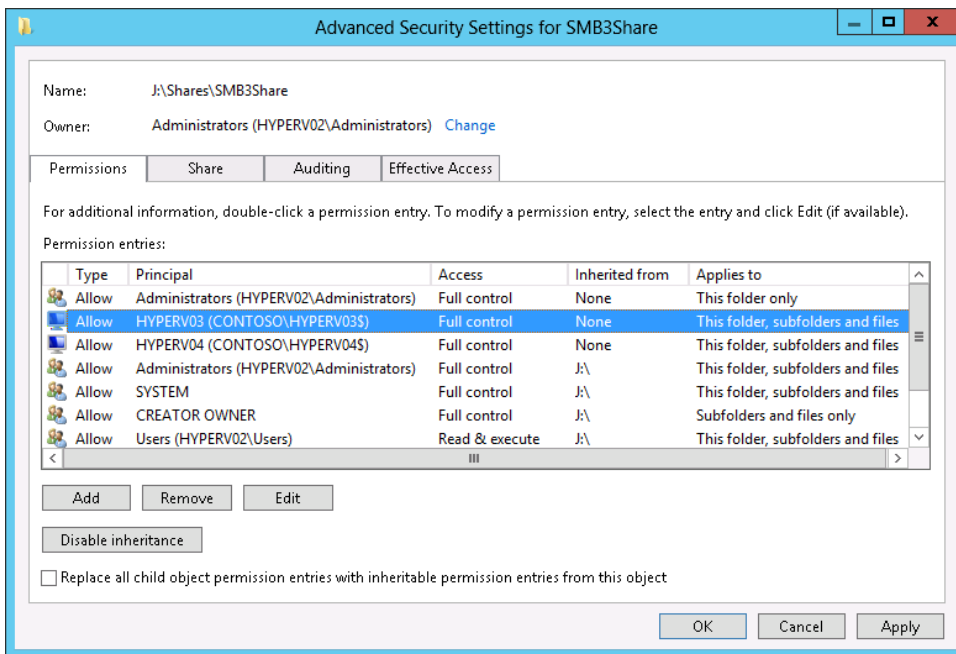 Advanced Security Settings for SMB3Share
Name: J:\Shares\SMB3Share
Owner: Administrators (HYPERV02\Administrators) Change
Permissions Share Auditing Effective Access
For additional information, double-click a permission entry. To modify a permission entry, select the entry and click Edit (if available).
Permission entries:
Type Principal Access Inherited from Applies to
Allow Administrators (HYPERV02\Administrators) Full control None This folder only
Allow HYPERV03 (CONTOSO\HYPERV03$) Full control None This folder, subfolders and files
Allow HYPERV04 (CONTOSO\HYPERV04$) Full control None This folder, subfolders and files
Allow Administrators (HYPERV02\Administrators) Full control J:\ This folder, subfolders and files
Allow SYSTEM Full control J:\ This folder, subfolders and files
Allow CREATOR OWNER Full control J:\ Subfolders and files only
Allow Users (HYPERV02\Users) Read & execute J:\ This folder, subfolders and files
Add Remove Edit
Disable inheritance
Replace all child object permission entries with inheritable permission entries from this object
OK Cancel Apply